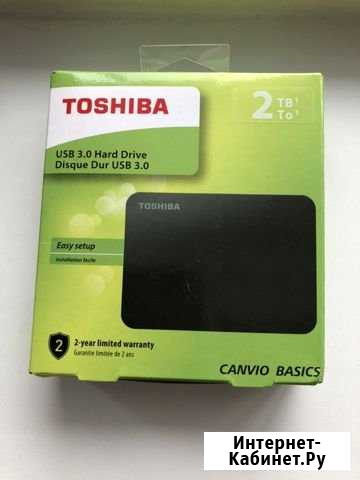 TOSHIBA
2 TB¹
To¹
USB 3.0 Hard Drive
Disque Dur USB 3.0
TOSHIBA
Easy setup
Installation facile
2
2-year limited warranty
Garantie limitée de 2 ans
CANVIO BASICS
Интернет-
Кабинет.Ру